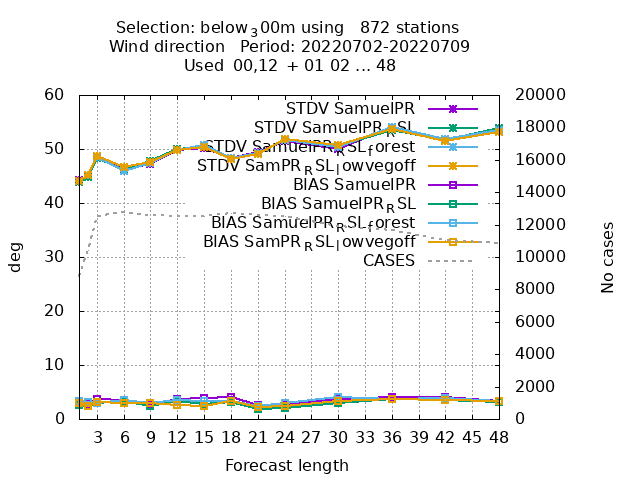 Selection: below_300m using   872 stations
Wind direction   Period: 20220702-20220709
Used  00,12  + 01 02 ... 48
60
50
40
30
20
10
0
20000
18000
16000
14000
12000
10000
8000
6000
4000
2000
0
deg
No cases
STDV SamuelPR
STDV SamuelPR_RSL
STDV SamuelPR_RSL_forest
STDV SamPR_RSL_lowvegoff
BIAS SamuelPR
BIAS SamuelPR_RSL
BIAS SamuelPR_RSL_forest
BIAS SamPR_RSL_lowvegoff
CASES
3 6 9 12 15 18 21 24 27 30 33 36 39 42 45 48
Forecast length